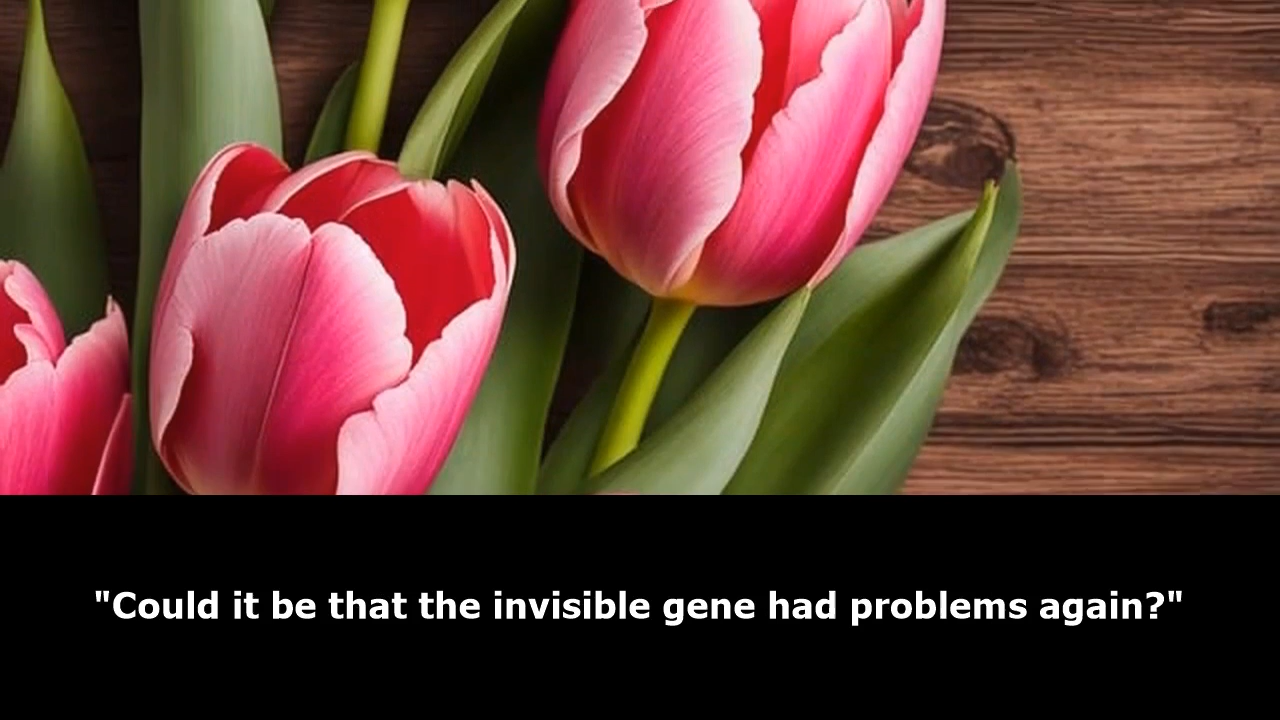 "Could it be that the invisible gene had problems again?"